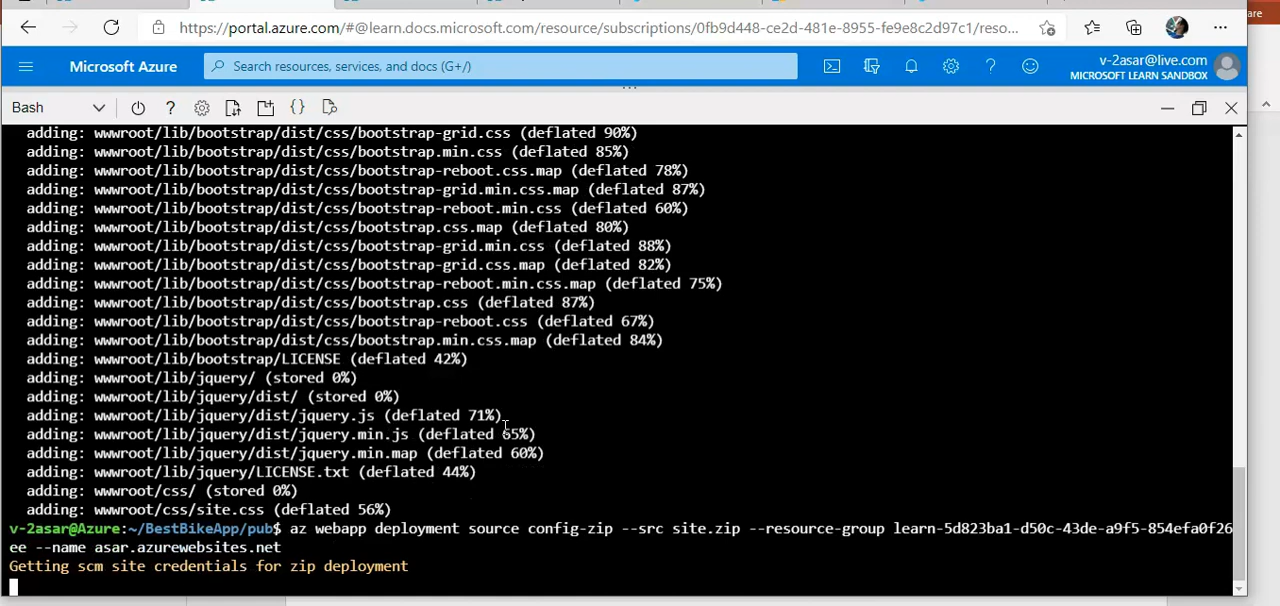 are
https://portal.azure.com/#@learn.docs.microsoft.com/resource/subscriptions/0fb9d448-ce2d-481e-8955-fe9e8c2d97c1/reso...
Microsoft Azure
Search resources, services, and docs (G+/)
v-2asar@live.com
MICROSOFT LEARN SANDBOX
Bash
adding: wwwroot/lib/bootstrap/dist/css/bootstrap-grid.css (deflated 90%)
adding: wwwroot/lib/bootstrap/dist/css/bootstrap.min.css (deflated 85%)
adding: wwwroot/lib/bootstrap/dist/css/bootstrap-reboot.css.map (deflated 78%)
adding: wwwroot/lib/bootstrap/dist/css/bootstrap-grid.min.css.map (deflated 87%)
adding: wwwroot/lib/bootstrap/dist/css/bootstrap-reboot.min.css (deflated 60%)
adding: wwwroot/lib/bootstrap/dist/css/bootstrap.css.map (deflated 80%)
adding: wwwroot/lib/bootstrap/dist/css/bootstrap-grid.min.css (deflated 88%)
adding: wwwroot/lib/bootstrap/dist/css/bootstrap-grid.css.map (deflated 82%)
adding: wwwroot/lib/bootstrap/dist/css/bootstrap-reboot.min.css.map (deflated 75%)
adding: wwwroot/lib/bootstrap/dist/css/bootstrap.css (deflated 87%)
adding: wwwroot/lib/bootstrap/dist/css/bootstrap-reboot.css (deflated 67%)
adding: wwwroot/lib/bootstrap/dist/css/bootstrap.min.css.map (deflated 84%)
adding: wwwroot/lib/bootstrap/LICENSE (deflated 42%)
adding: wwwroot/lib/jquery/ (stored 0%)
adding: wwwroot/lib/jquery/dist/ (stored 0%)
adding: wwwroot/lib/jquery/dist/jquery.js (deflated 71%)
adding: wwwroot/lib/jquery/dist/jquery.min.js (deflated 65%)
adding: wwwroot/lib/jquery/dist/jquery.min.map (deflated 60%)
adding: wwwroot/lib/jquery/LICENSE.txt (deflated 44%)
adding: wwwroot/css/ (stored 0%)
adding: wwwroot/css/site.css (deflated 56%)
v-2asar@Azure:~/BestBikeApp/pub$ az webapp deployment source config-zip --src site.zip --resource-group learn-5d823ba1-d50c-43de-a9f5-854efa0f26
ee --name asar.azurewebsites.net
Getting scm site credentials for zip deployment